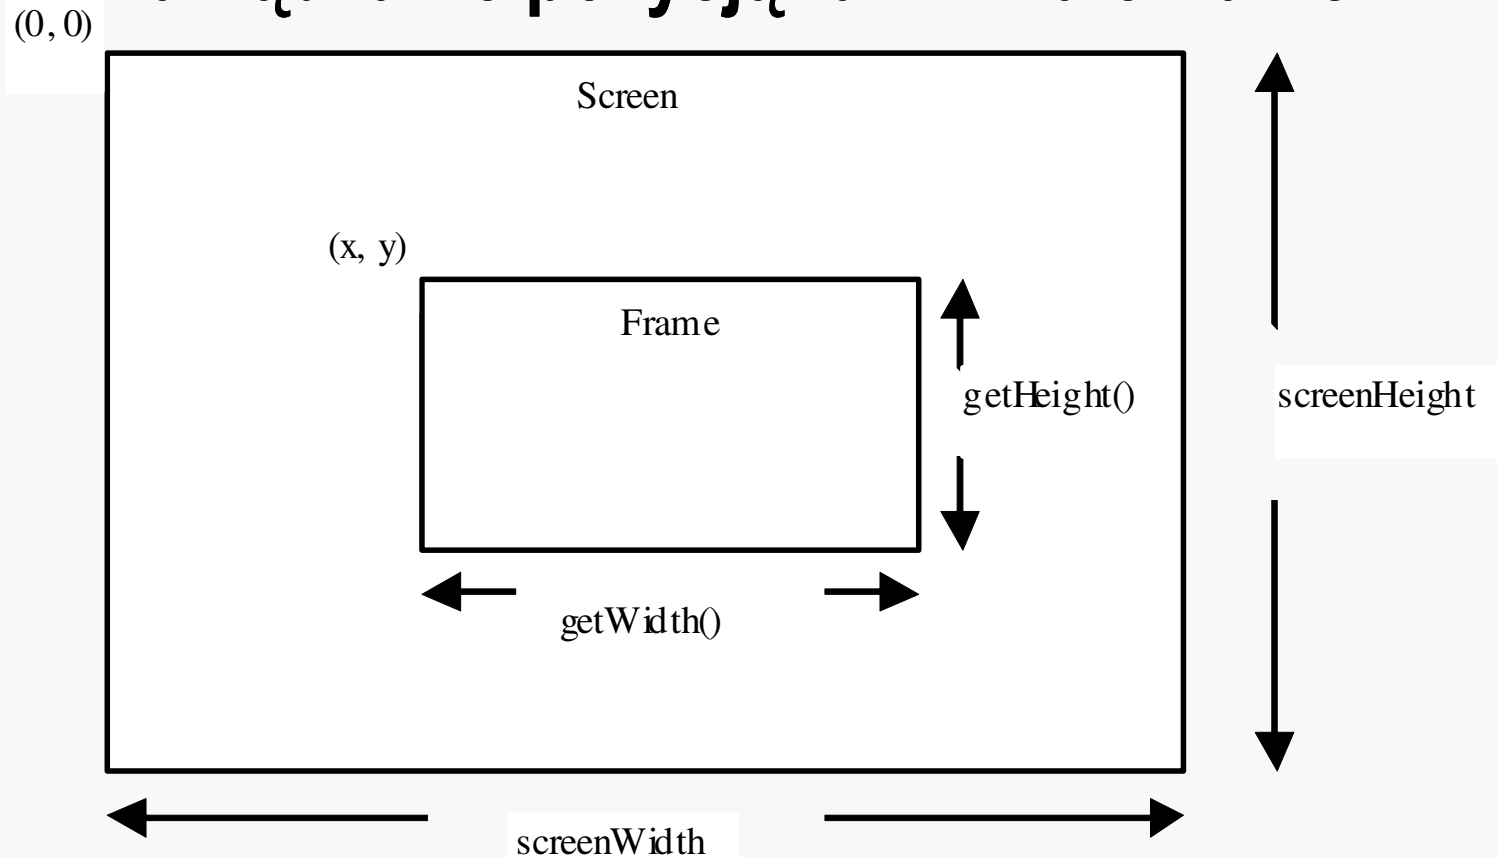 (0, 0)
Screen
(x, y)
Frame
getHeight()
screenHeight
getWidth()
screenWidth